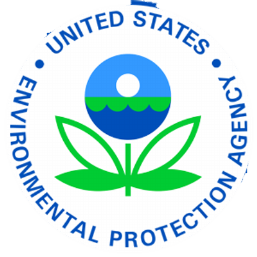 UNITED STATES
ENVIRONMENTAL PROTECTION AGENCY